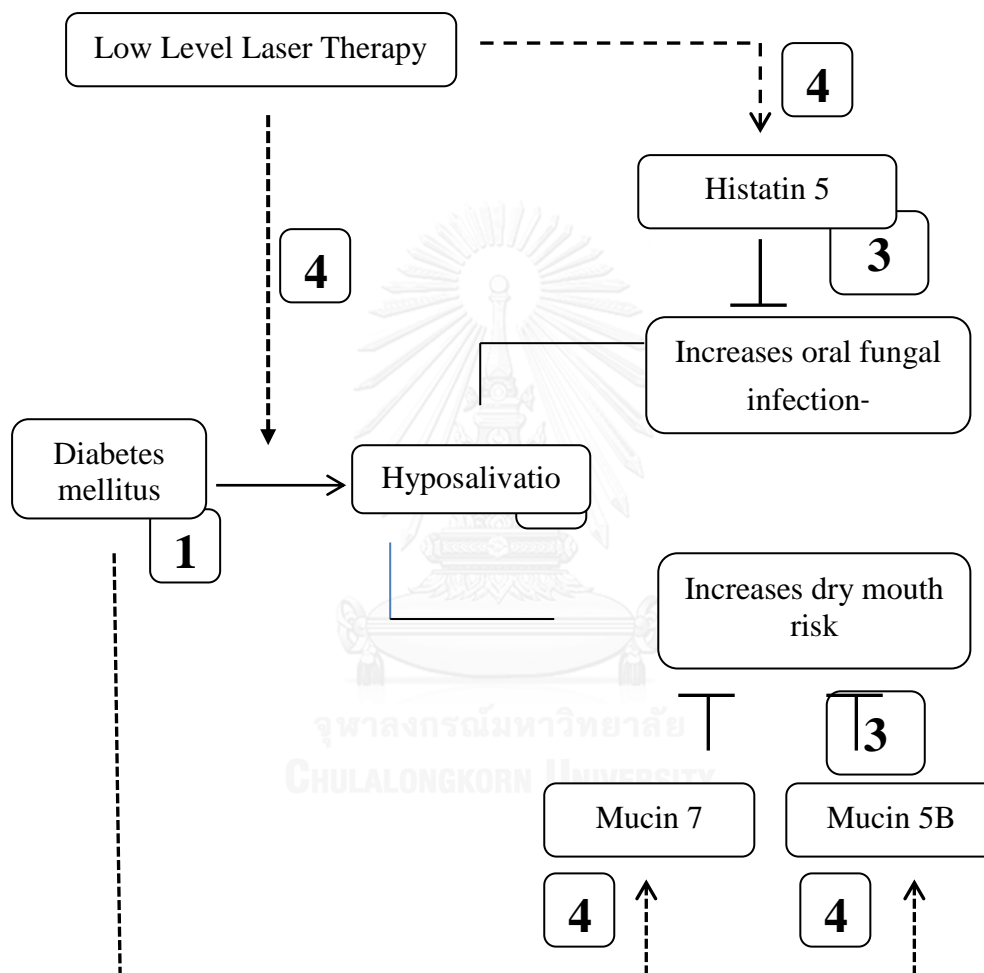 Low Level Laser Therapy
4
Histatin 5
3
4
Increases oral fungal
infection-
Diabetes
mellitus
Hyposalivatio
1
Increases dry mouth
risk
3
จุฬาลงกรณ์มหาวิทยาลัย
CHULALONGKORN UNIVERSITY
Mucin 7
Mucin 5B
4
4